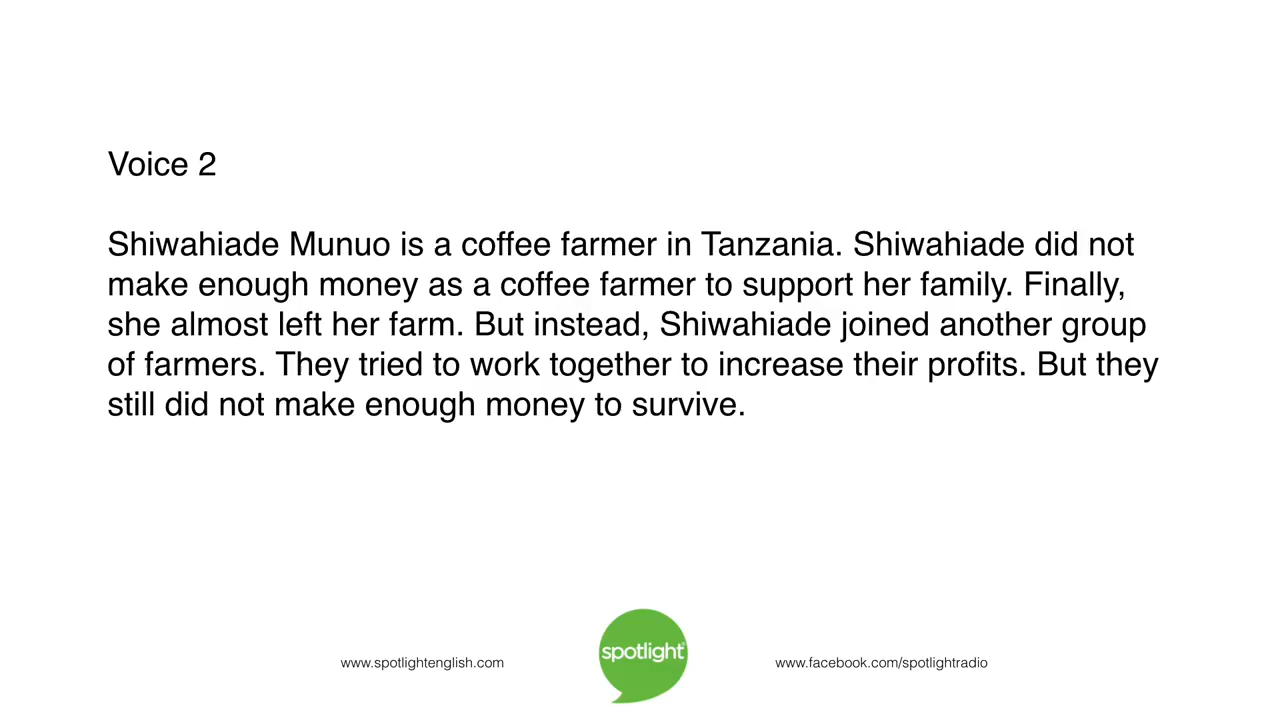 Voice 2
Shiwahiade Munuo is a coffee farmer in Tanzania. Shiwahiade did not
make enough money as a coffee farmer to support her family. Finally,
she almost left her farm. But instead, Shiwahiade joined another group
of farmers. They tried to work together to increase their profits. But they
still did not make enough money to survive.
www.spotlightenglish.com
spotlight®
www.facebook.com/spotlightradio